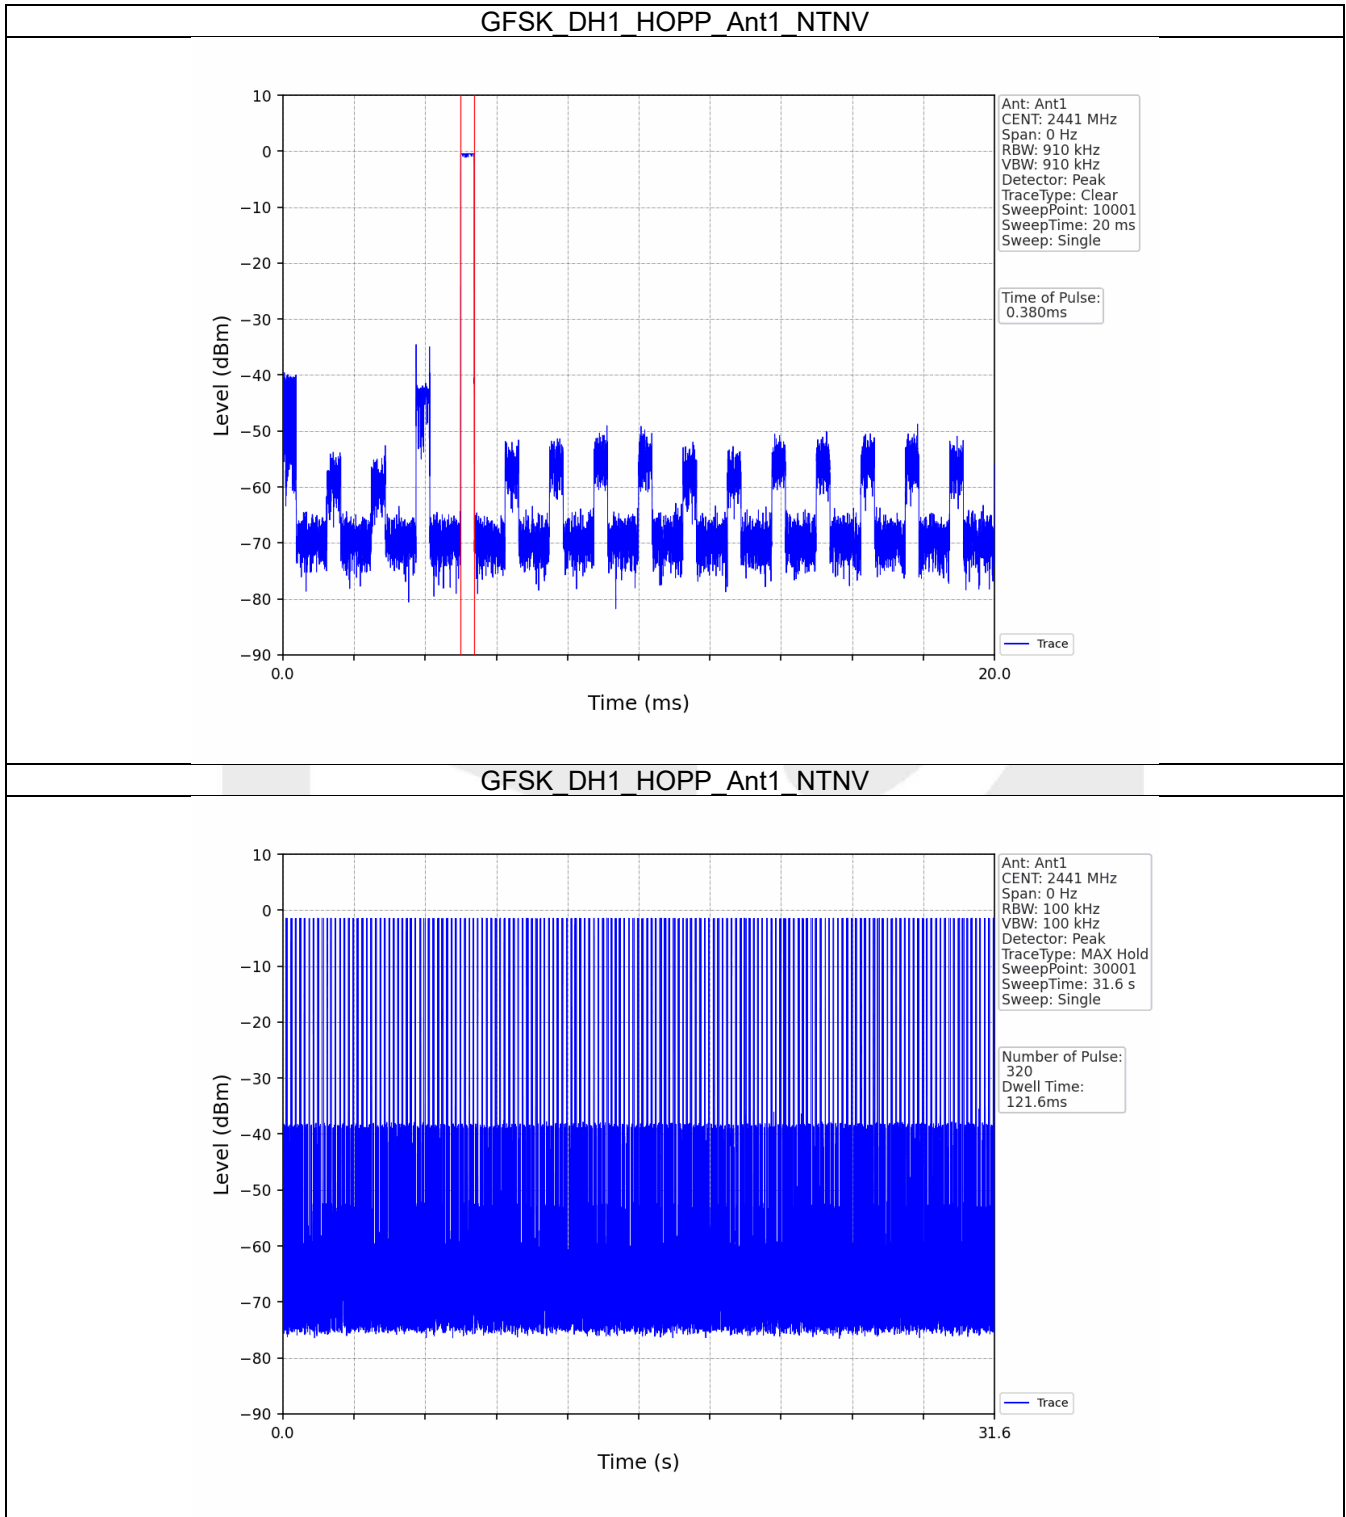 GFSK_DH1_HOPP_Ant1_NTNV
10
0
−10
−20
−30
−40
−50
−60
−70
−80
−90
Level (dBm)
0.0
20.0
Time (ms)
Ant: Ant1
CENT: 2441 MHz
Span: 0 Hz
RBW: 910 kHz
VBW: 910 kHz
Detector: Peak
TraceType: Clear
SweepPoint: 10001
SweepTime: 20 ms
Sweep: Single
Time of Pulse:
0.380ms
Trace
GFSK_DH1_HOPP_Ant1_NTNV
10
0
−10
−20
−30
−40
−50
−60
−70
−80
−90
Level (dBm)
0.0
31.6
Time (s)
Ant: Ant1
CENT: 2441 MHz
Span: 0 Hz
RBW: 100 kHz
VBW: 100 kHz
Detector: Peak
TraceType: MAX Hold
SweepPoint: 30001
SweepTime: 31.6 s
Sweep: Single
Number of Pulse:
320
Dwell Time:
121.6ms
Trace